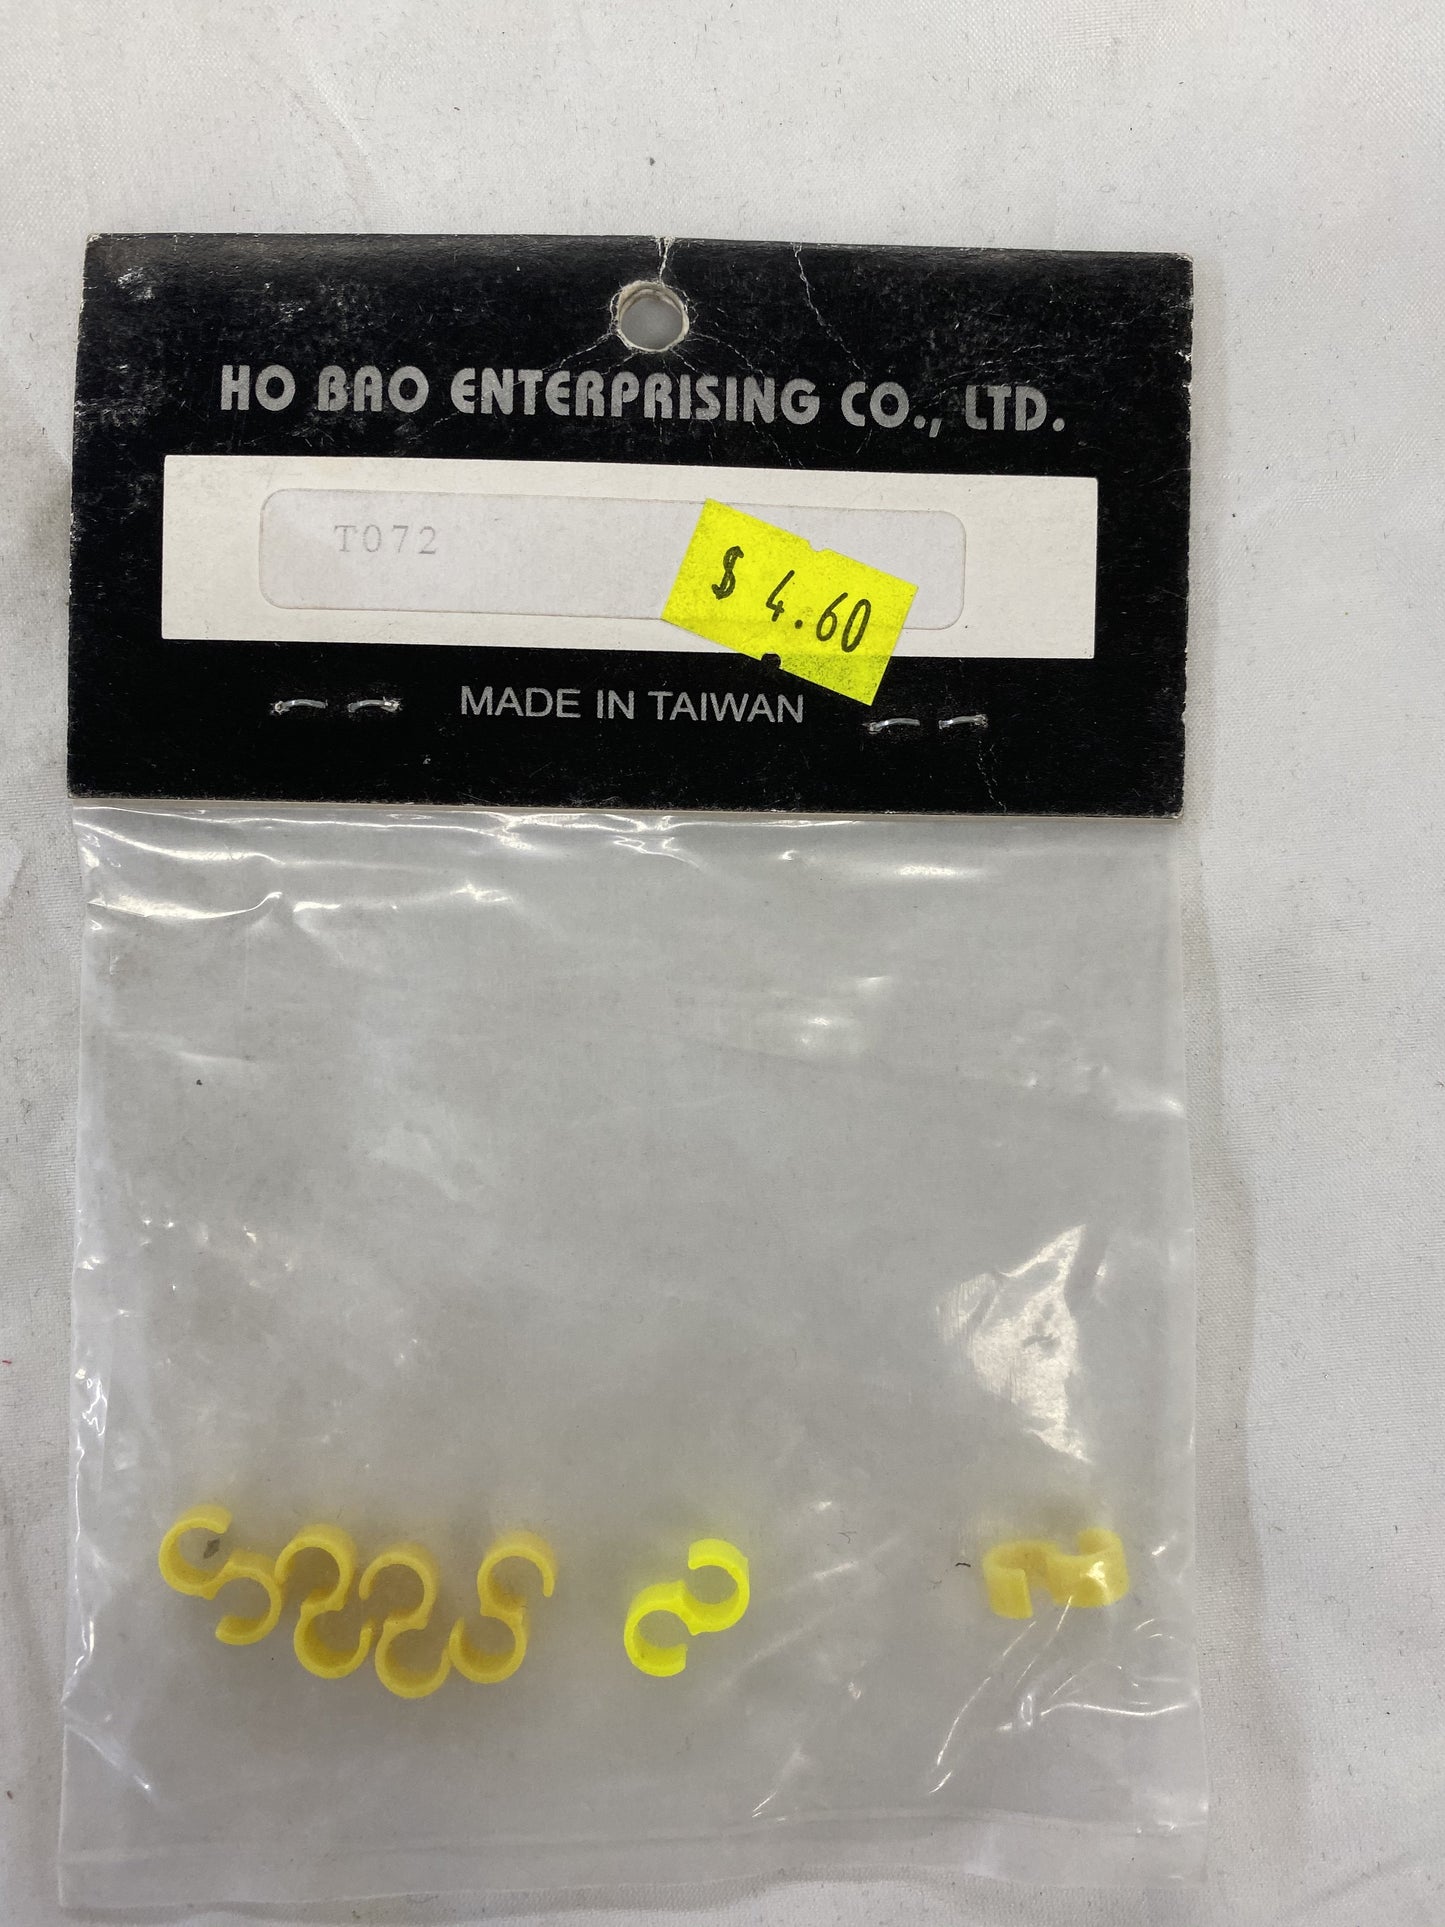 HO BAO ENTERPRISING CO., LTD.
T072
$ 4.60
MADE IN TAIWAN